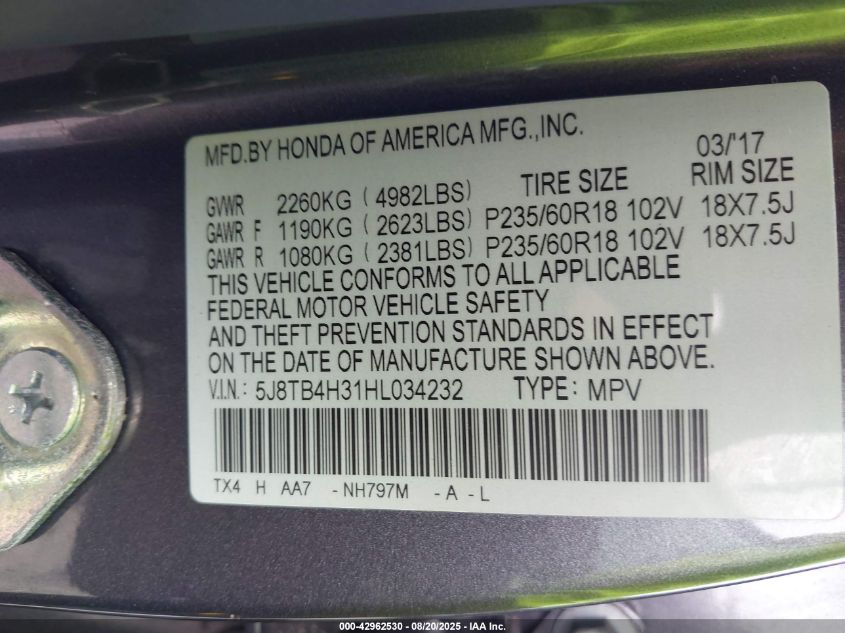 MFD.BY HONDA OF AMERICA MFG.,INC. 03/'17
TIRE SIZE RIM SIZE
GVWR 2260KG ( 4982LBS)
GAWR F 1190KG ( 2623LBS) P235/60R18 102V 18X7.5J
GAWR R 1080KG ( 2381LBS) P235/60R18 102V 18X7.5J
THIS VEHICLE CONFORMS TO ALL APPLICABLE
FEDERAL MOTOR VEHICLE SAFETY
AND THEFT PREVENTION STANDARDS IN EFFECT
ON THE DATE OF MANUFACTURE SHOWN ABOVE.
V.I.N.: 5J8TB4H31HL034232 TYPE: MPV
TX4 H AA7 - NH797M - A - L
000-42962530 - 08/20/2025 - IAA Inc.